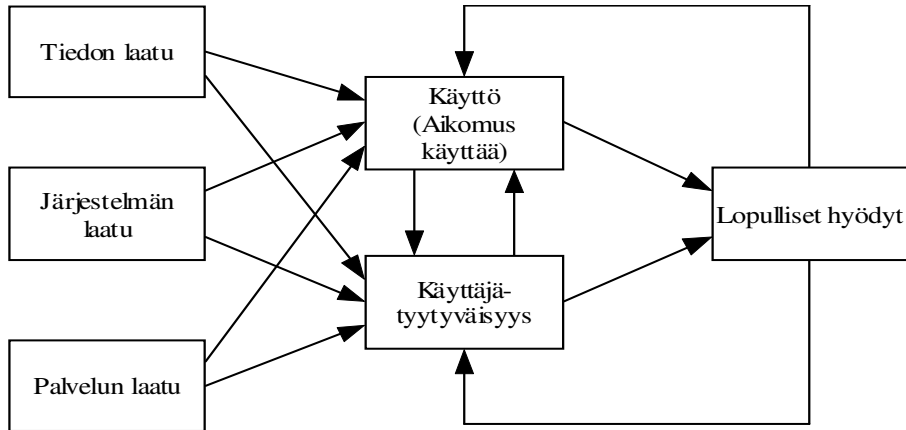 Tiedon laatu
Järjestelmän
laatu
Palvelun laatu
Käyttö
(Aikomus
käyttää)
Käyttäjä-
tyytyväisyys
Lopulliset hyödyt